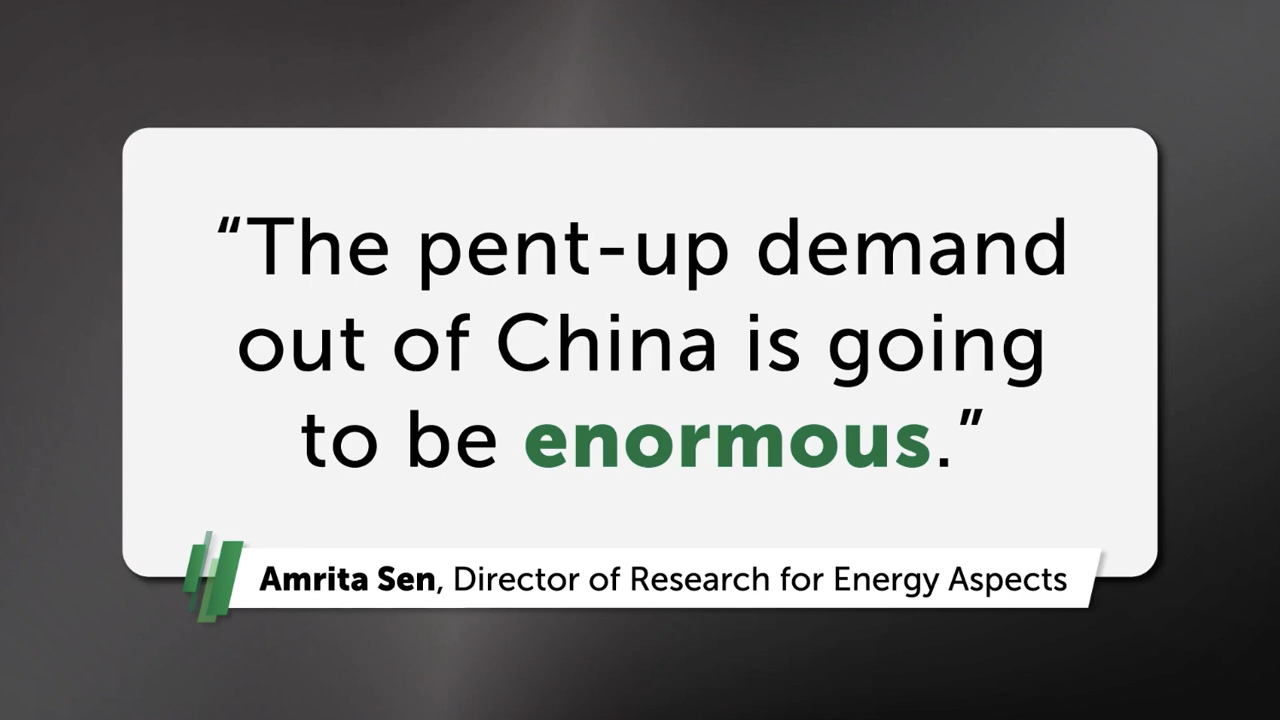 “The pent-up demand
out of China is going
to be enormous.”
Amrita Sen, Director of Research for Energy Aspects